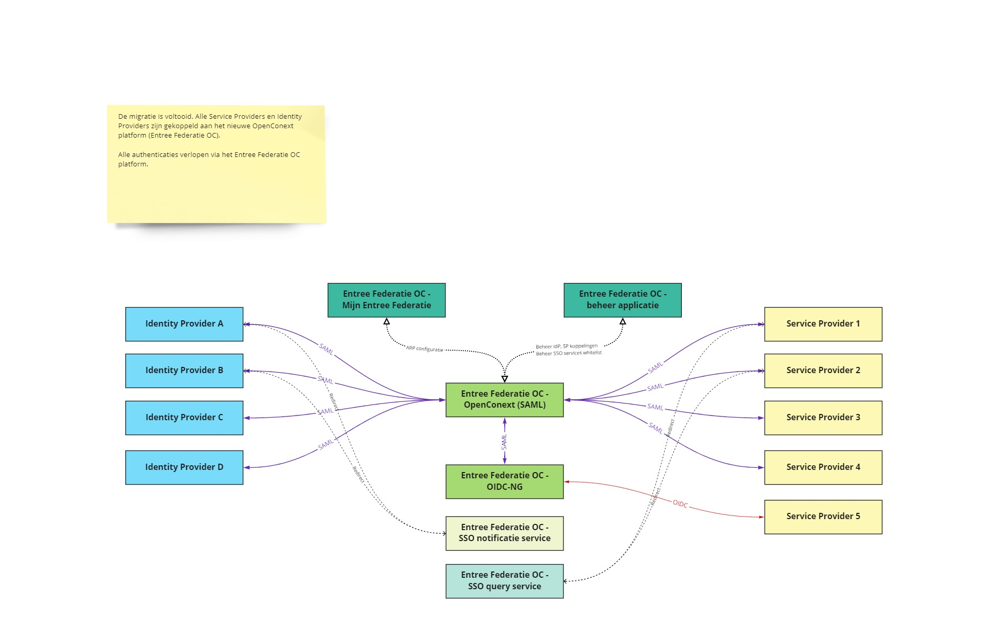 De migratie is voltooid. Alle Service Providers en Identity
Providers zijn gekoppeld aan het nieuwe OpenConext
platform (Entree Federatie OC).
Alle authenticaties verlopen via het Entree Federatie OC
platform.
Entree Federatie OC -
Mijn Entree Federatie
Entree Federatie OC -
beheer applicatie
Identity Provider A
Identity Provider B
Identity Provider C
Identity Provider D
SAML
SAML
SAML
SAML
Redirect
Redirect
ARP configuratie
Beheer IdP, SP koppelingen
Beheer SSO services whitelist
Entree Federatie OC -
OpenConext (SAML)
SAML
Entree Federatie OC -
OIDC-NG
Entree Federatie OC -
SSO notificatie service
Entree Federatie OC -
SSO query service
SAML
SAML
SAML
SAML
Redirect
Redirect
OIDC
Service Provider 1
Service Provider 2
Service Provider 3
Service Provider 4
Service Provider 5